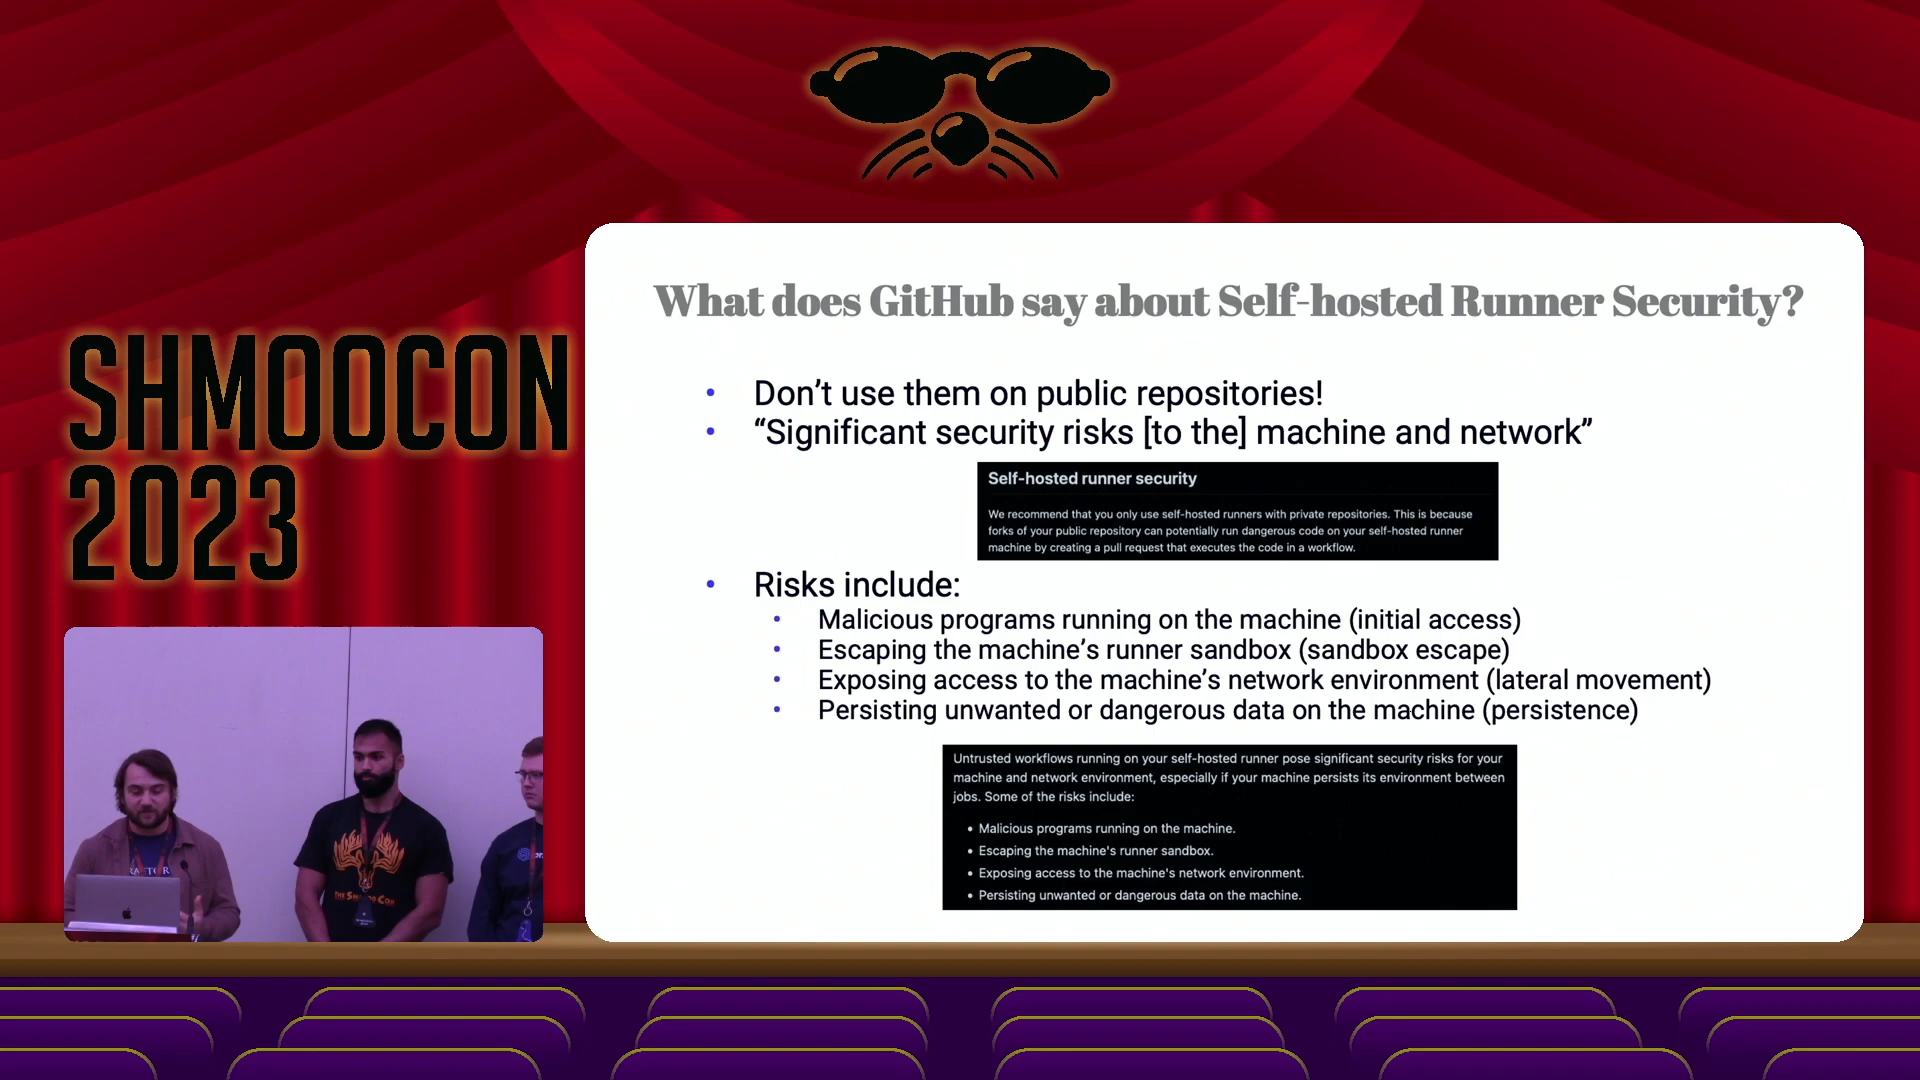 SHMOOCON
2023
What does GitHub say about Self-hosted Runner Security?
• Don’t use them on public repositories!
• “Significant security risks [to the] machine and network”
Self-hosted runner security
We recommend that you only use self-hosted runners with private repositories. This is because
forks of your public repository can potentially run dangerous code on your self-hosted runner
machine by creating a pull request that executes the code in a workflow.
• Risks include:
• Malicious programs running on the machine (initial access)
• Escaping the machine’s runner sandbox (sandbox escape)
• Exposing access to the machine’s network environment (lateral movement)
• Persisting unwanted or dangerous data on the machine (persistence)
Untrusted workflows running on your self-hosted runner pose significant security risks for your
machine and network environment, especially if your machine persists its environment between
jobs. Some of the risks include:
• Malicious programs running on the machine.
• Escaping the machine's runner sandbox.
• Exposing access to the machine's network environment.
• Persisting unwanted or dangerous data on the machine.